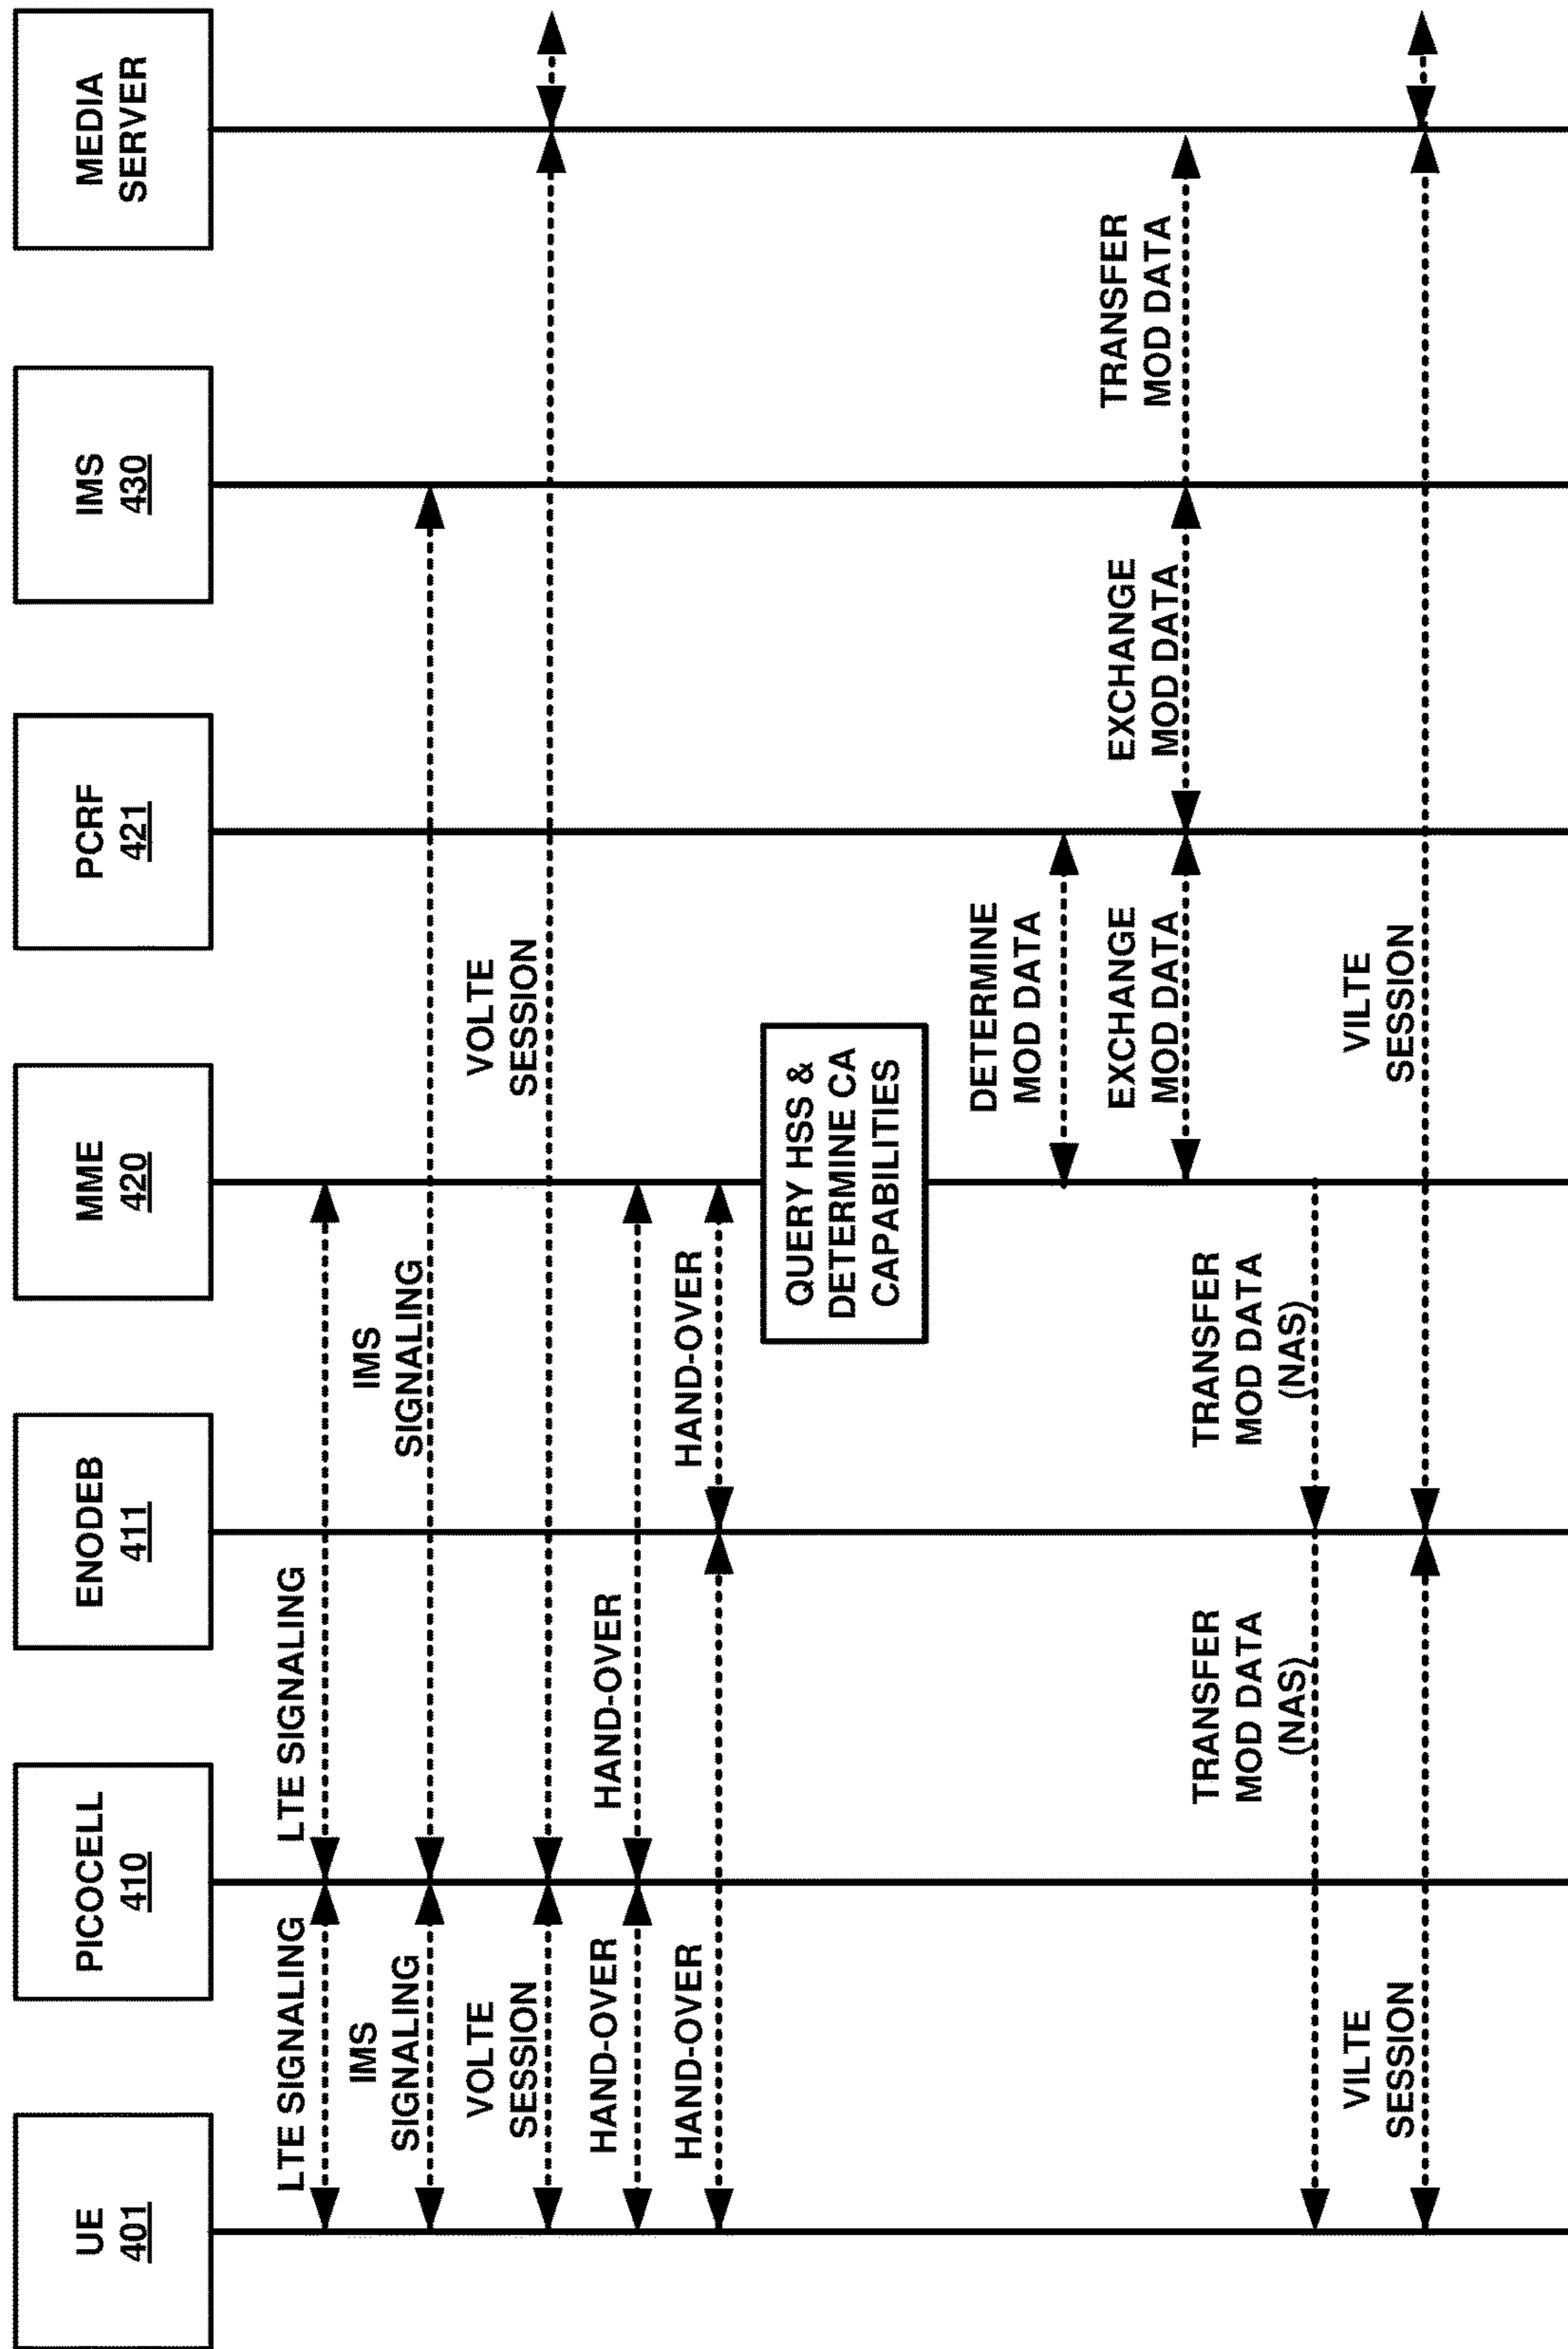 UE
401
PICOCELL
410
ENODEB
411
MME
420
PCRF
421
IMS
430
MEDIA
SERVER
LTE SIGNALING
LTE SIGNALING
IMS
SIGNALING
IMS
SIGNALING
VOLTE
SESSION
VOLTE
SESSION
HAND-OVER
HAND-OVER
HAND-OVER
HAND-OVER
QUERY HSS &
DETERMINE CA
CAPABILITIES
DETERMINE
MOD DATA
EXCHANGE
MOD DATA
EXCHANGE
MOD DATA
TRANSFER
MOD DATA
TRANSFER
MOD DATA
(NAS)
TRANSFER
MOD DATA
(NAS)
VILTE
SESSION
VILTE
SESSION